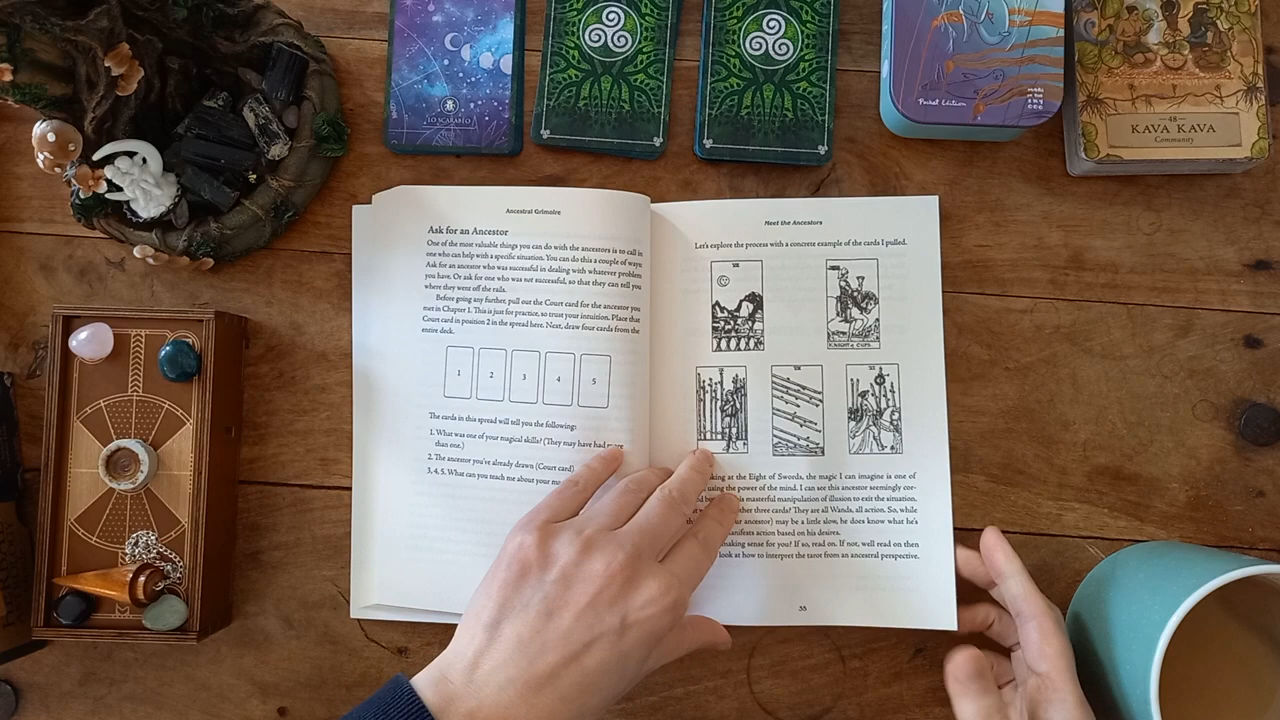 LO SCARABEO
Pocket Edition
48
KAVA KAVA
Community
Ancestral Grimoire
Ask for an Ancestor
One of the most valuable things you can do with the ancestors is to call in
one who can help with a specific situation. You can do this a couple of ways:
Ask for an ancestor who was successful in dealing with whatever problem
you have. Or ask for one who was not successful, so that they can tell you
where they went off the rails.
Before going any further, pull out the Court card for the ancestor you
met in Chapter 1. This is just for practice, so trust your intuition. Place that
Court card in position 2 in the spread here. Next, draw four cards from the
entire deck.
1 2 3 4 5
The cards in this spread will tell you the following:
1. What was one of your magical skills? (They may have had more
than one.)
2. The ancestor you've already drawn (Court card)
3, 4, 5. What can you teach me about your
Meet the Ancestors
Let's explore the process with a concrete example of the cards I pulled.
KNIGHT of CUPS.
at the Eight of Swords, the magic I can imagine is one of
using the power of the mind. I can see this ancestor seemingly
masterful manipulation of illusion to exit the situation.
three cards? They are all Wands, all action. So, while
ancestor) may be a little slow, he does know what he's
action based on his desires.
making sense for you? If so, read on. If not, well read on then
look at how to interpret the tarot from an ancestral perspective.
55